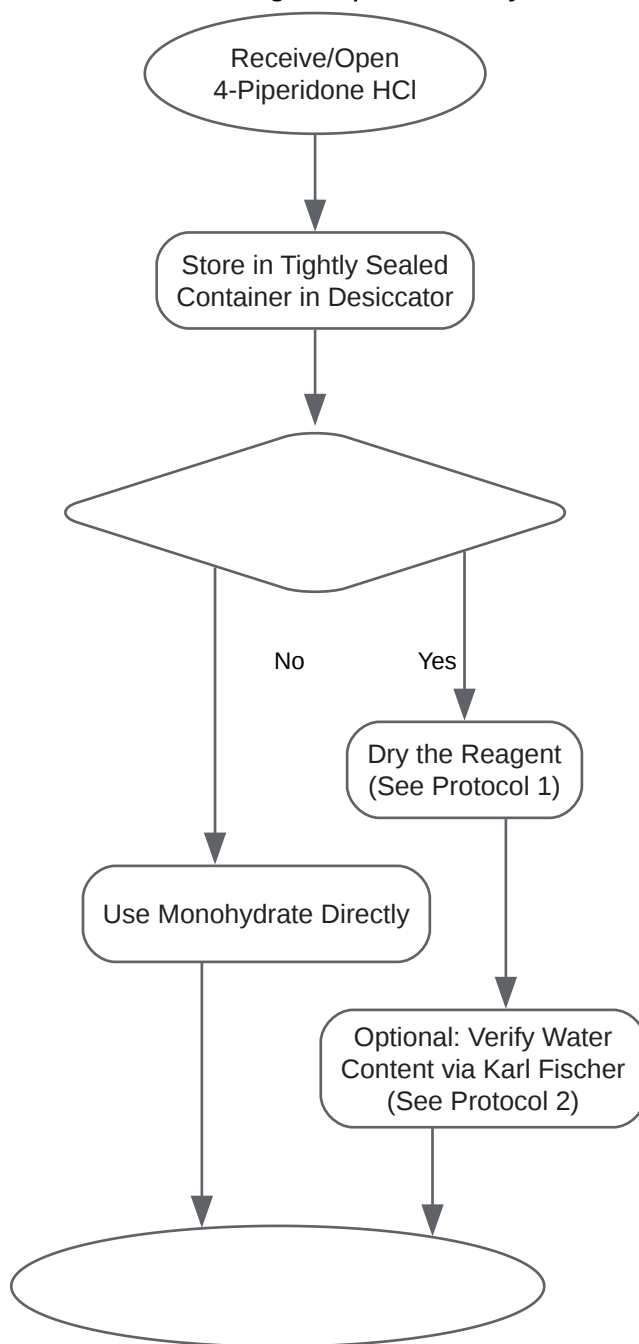 Receive/Open
4-Piperidone HCl
Store in Tightly Sealed
Container in Desiccator
No
Yes
Dry the Reagent
(See Protocol 1)
Use Monohydrate Directly
Optional: Verify Water
Content via Karl Fischer
(See Protocol 2)